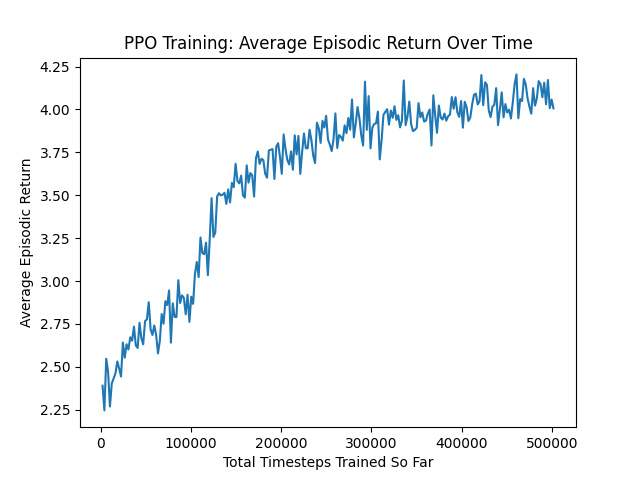 PPO Training: Average Episodic Return Over Time
4.25
4.00
3.75
3.50
3.25
3.00
2.75
2.50
2.25
Average Episodic Return
0 100000 200000 300000 400000 500000
Total Timesteps Trained So Far